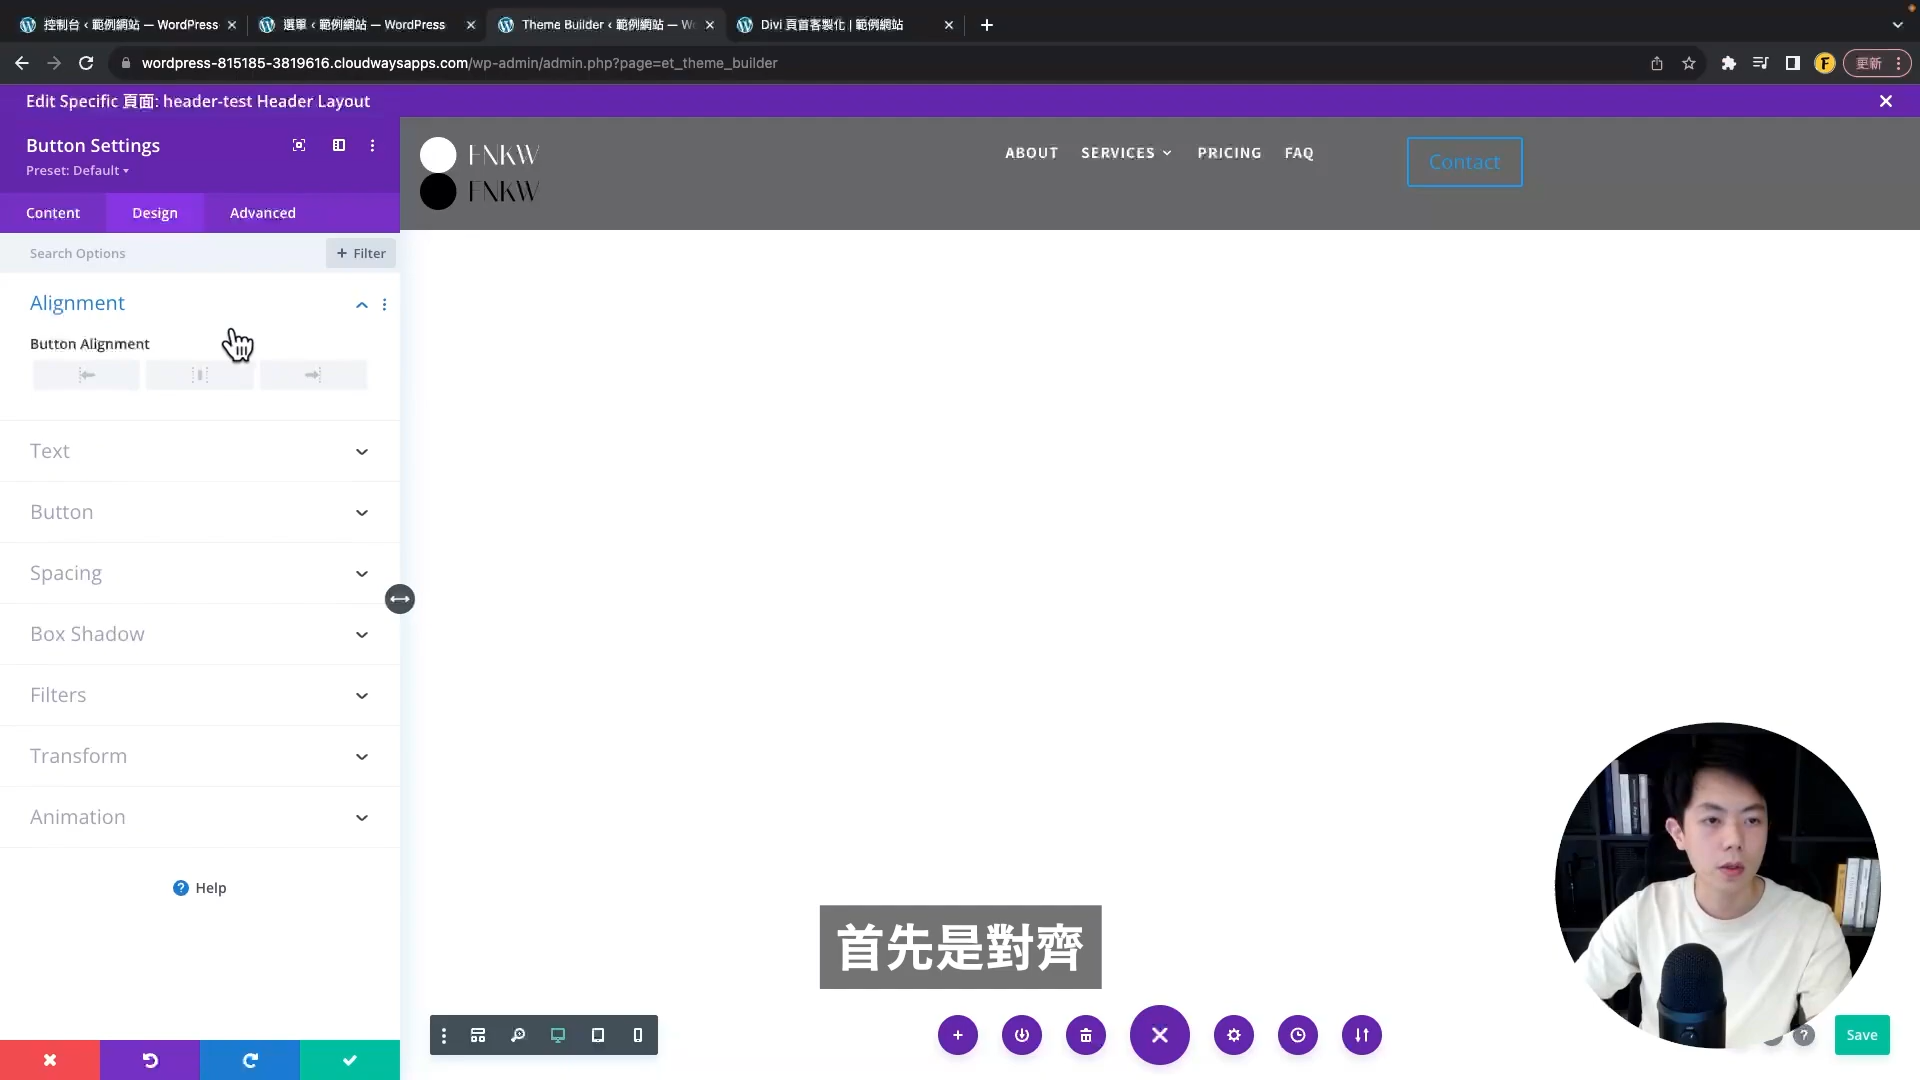 控制台 ‹ 範例網站 — WordPress
選單 ‹ 範例網站 — WordPress
Theme Builder ‹ 範例網站 — W
Divi 頁首客製化 | 範例網站
wordpress-815185-3819616.cloudwaysapps.com/wp-admin/admin.php?page=et_theme_builder
F
更新
Edit Specific 頁面: header-test Header Layout
Button Settings
Preset: Default
Content
Design
Advanced
Search Options
+ Filter
Alignment
Button Alignment
Text
Button
Spacing
Box Shadow
Filters
Transform
Animation
? Help
FNKW
FNKW
ABOUT
SERVICES
PRICING
FAQ
Contact
首先是對齊
?
Save